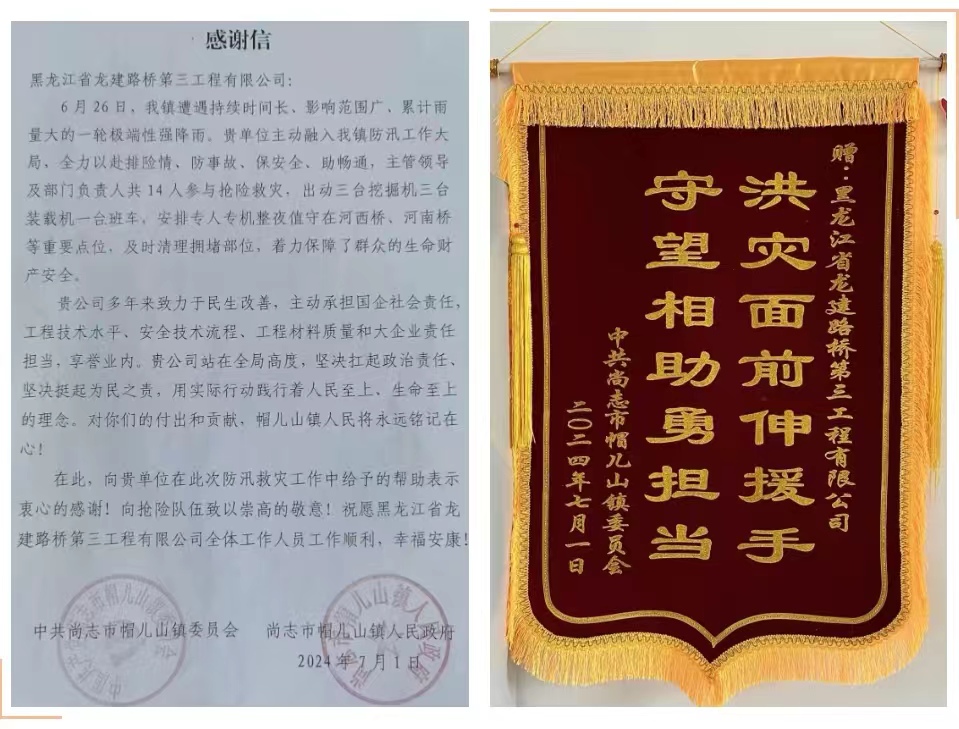 感谢信
黑龙江省龙建路桥第三工程有限公司:
6月26日,我镇遭遇持续时间长、影响范围广、累计雨
量大的一轮极端性强降雨。贵单位主动融入我镇防汛工作大
局,全力以赴排险情、防事故、保安全、助畅通,主管领导
及部门负责人共14人参与抢险救灾,出动三台挖掘机三台
装载机一台班车,安排专人专机整夜值守在河西桥、河南桥
等重要点位,及时清理拥堵部位,着力保障了群众的生命财
产安全。
贵公司多年来致力于民生改善,主动承担国企社会责任,
工程技术水平、安全技术流程、工程材料质量和大企业责任
担当,享誉业内。贵公司站在全局高度,坚决扛起政治责任、
坚决挺起为民之责,用实际行动践行着人民至上、生命至上
的理念。对你们的付出和贡献,帽儿山镇人民将永远铭记在
心!
在此,向贵单位在此次防汛救灾工作中给予的帮助表示
衷心的感谢!向抢险队伍致以崇高的敬意!祝愿黑龙江省龙
建路桥第三工程有限公司全体工作人员工作顺利,幸福安康!
中共尚志市帽儿山镇委员会 尚志市帽儿山镇人民政府
2024年7月1日
赠:黑龙江省龙建路桥第三工程有限公司
洪灾面前伸援手
守望相助勇担当
中共尚志市帽儿山镇委员会
二〇二四年七月一日